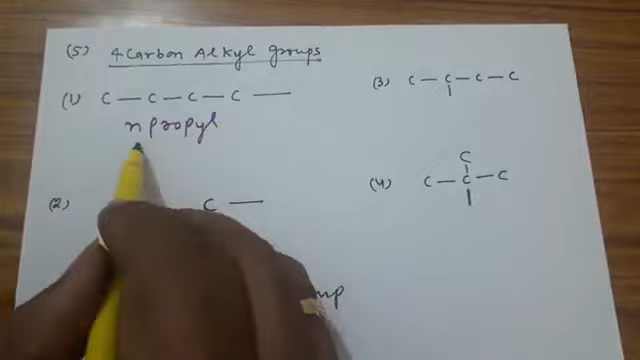 (5) 4 Carbon Alkyl Groups
(1) C — C — C — C —
n propyl
(2) C —
(3) C — C — C — C
(4) C — C — C
C